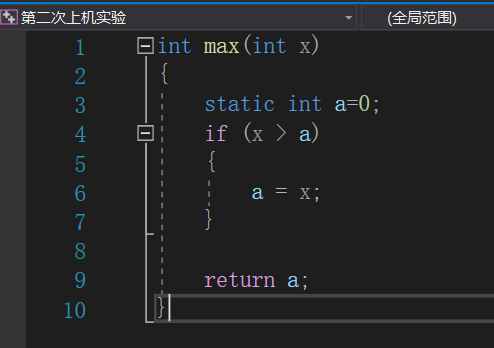 第二次上机实验 (全局范围)
1 int max(int x)
2 {
3 static int a=0;
4 if (x > a)
5 {
6 a = x;
7 }
8
9 return a;
10 }